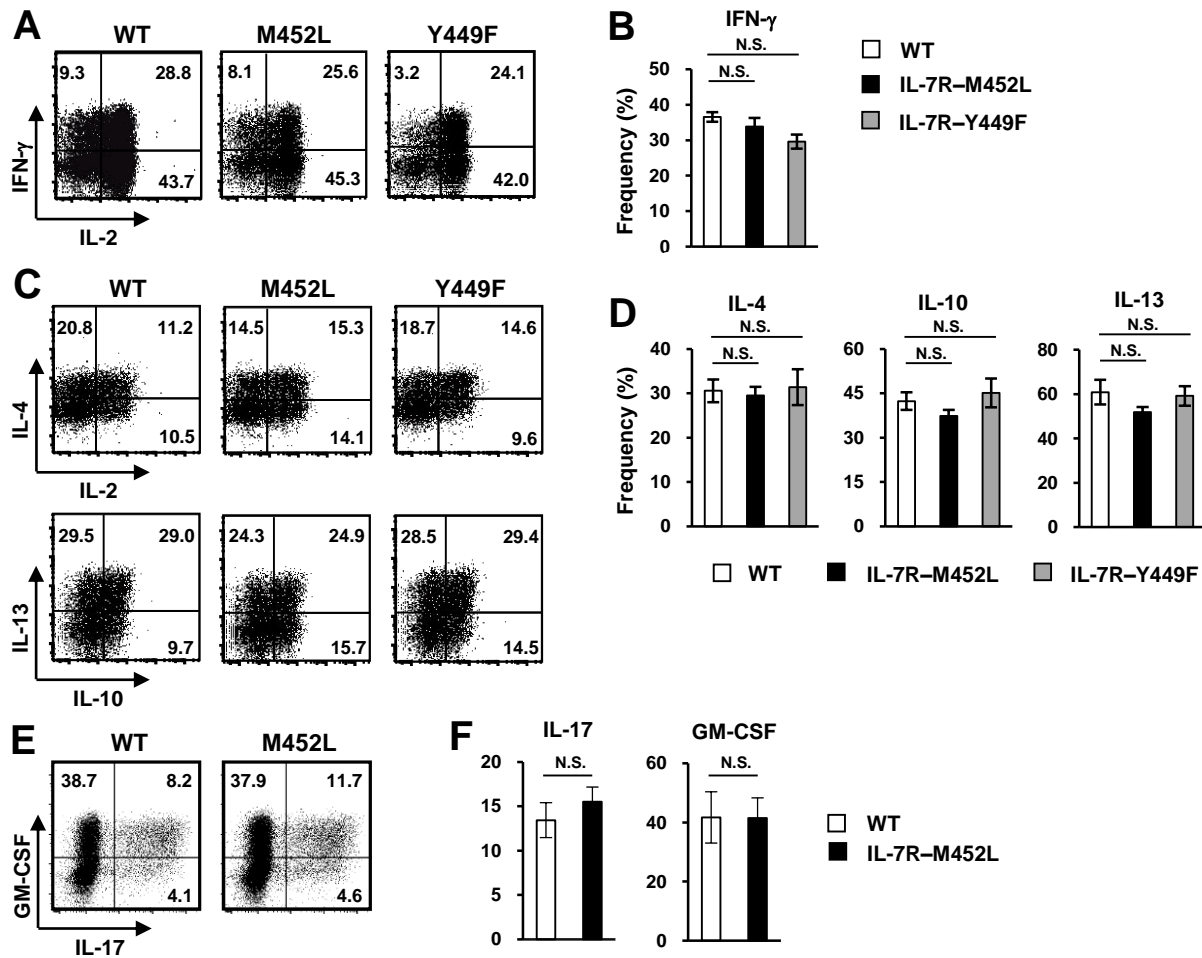 A
WT
M452L
Y449F
9.3 28.8
43.7
8.1 25.6
45.3
3.2 24.1
42.0
IFN-γ
IL-2
B
IFN-γ
N.S.
N.S.
Frequency (%)
50
40
30
20
10
0
WT
IL-7R–M452L
IL-7R–Y449F
C
WT
M452L
Y449F
20.8 11.2
10.5
14.5 15.3
14.1
18.7 14.6
9.6
IL-4
IL-2
29.5 29.0
9.7
24.3 24.9
15.7
28.5 29.4
14.5
IL-13
IL-10
D
IL-4
N.S.
N.S.
Frequency (%)
40
30
20
10
0
IL-10
N.S.
N.S.
60
45
30
15
0
IL-13
N.S.
N.S.
80
60
40
20
0
WT
IL-7R–M452L
IL-7R–Y449F
E
WT
M452L
38.7 8.2
4.1
37.9 11.7
4.6
GM-CSF
IL-17
F
IL-17
N.S.
20
15
10
5
0
GM-CSF
N.S.
60
40
20
0
WT
IL-7R–M452L